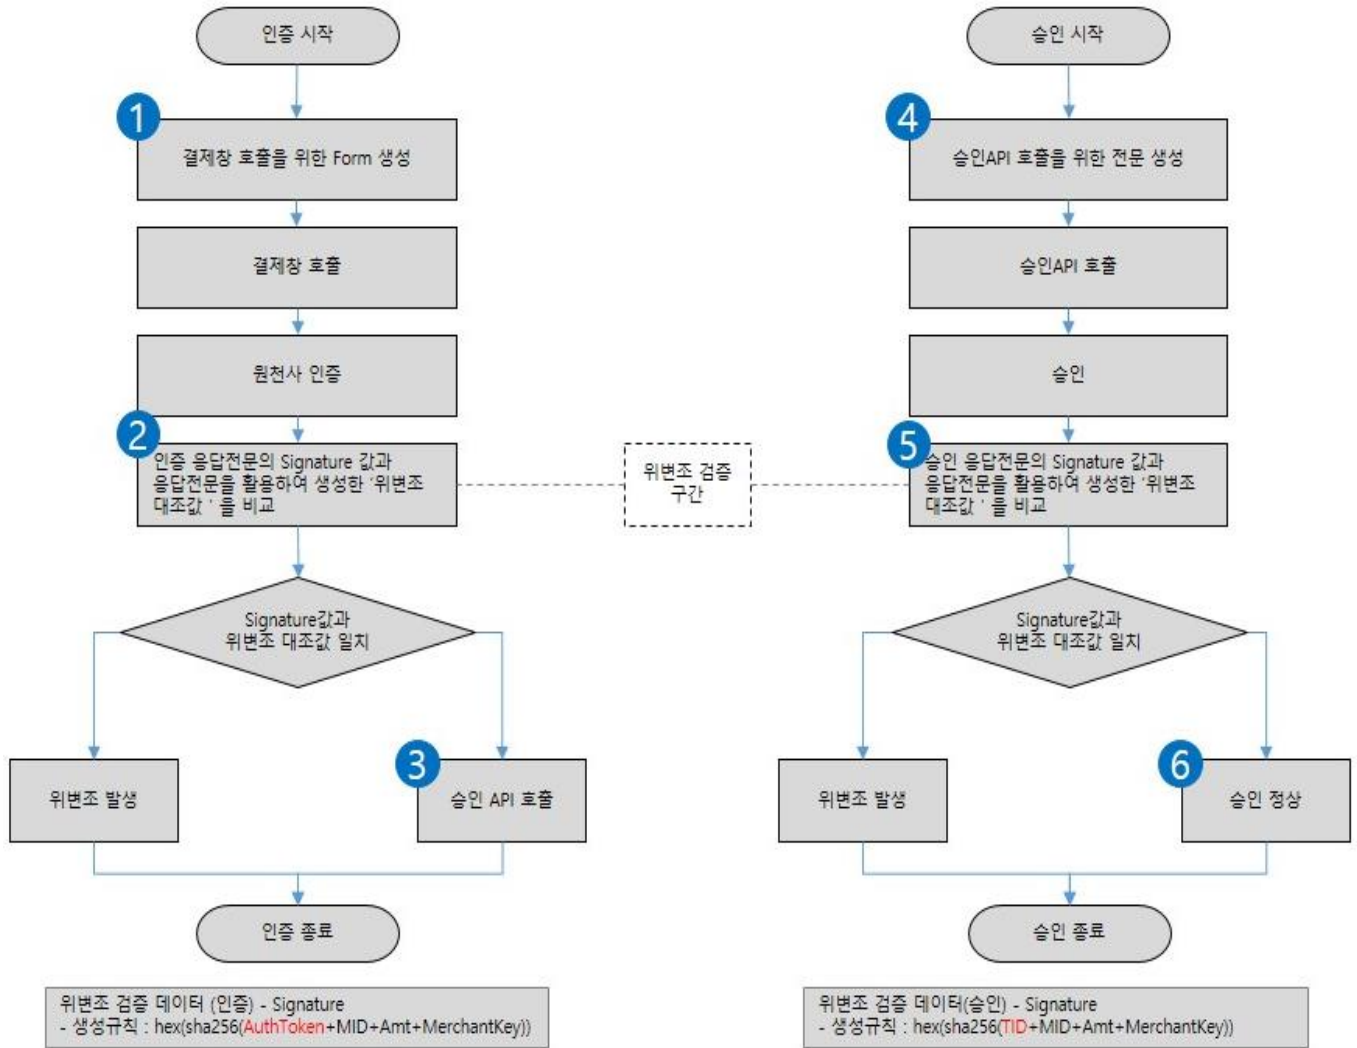 인증 시작
1
결제창 호출을 위한 Form 생성
결제창 호출
원천사 인증
2
인증 응답전문의 Signature 값과
응답전문을 활용하여 생성한 '위변조
대조값 ' 을 비교
Signature값과
위변조 대조값 일치
위변조 발생
3
승인 API 호출
인증 종료
위변조 검증 데이터 (인증) - Signature
- 생성규칙 : hex(sha256(AuthToken+MID+Amt+MerchantKey))
위변조 검증
구간
승인 시작
4
승인API 호출을 위한 전문 생성
승인API 호출
승인
5
승인 응답전문의 Signature 값과
응답전문을 활용하여 생성한 '위변조
대조값 ' 을 비교
Signature값과
위변조 대조값 일치
위변조 발생
6
승인 정상
승인 종료
위변조 검증 데이터(승인) - Signature
- 생성규칙 : hex(sha256(TID+MID+Amt+MerchantKey))